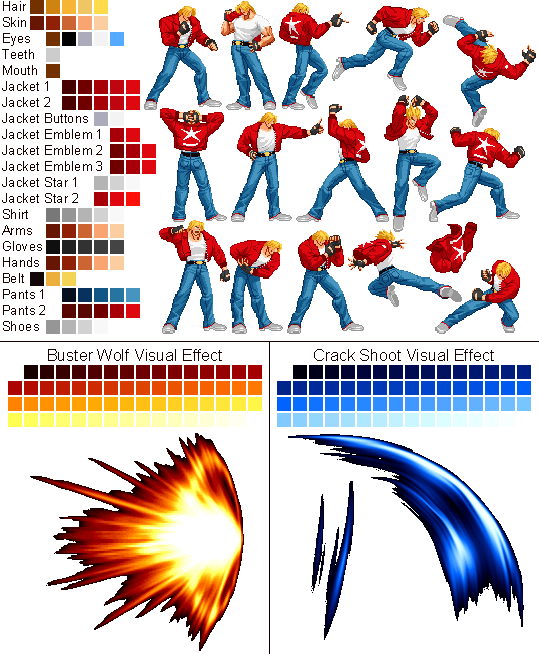 Hair
Skin
Eyes
Teeth
Mouth
Jacket 1
Jacket 2
Jacket Buttons
Jacket Emblem 1
Jacket Emblem 2
Jacket Emblem 3
Jacket Star 1
Jacket Star 2
Shirt
Arms
Gloves
Hands
Belt
Pants 1
Pants 2
Shoes
Buster Wolf Visual Effect
Crack Shoot Visual Effect